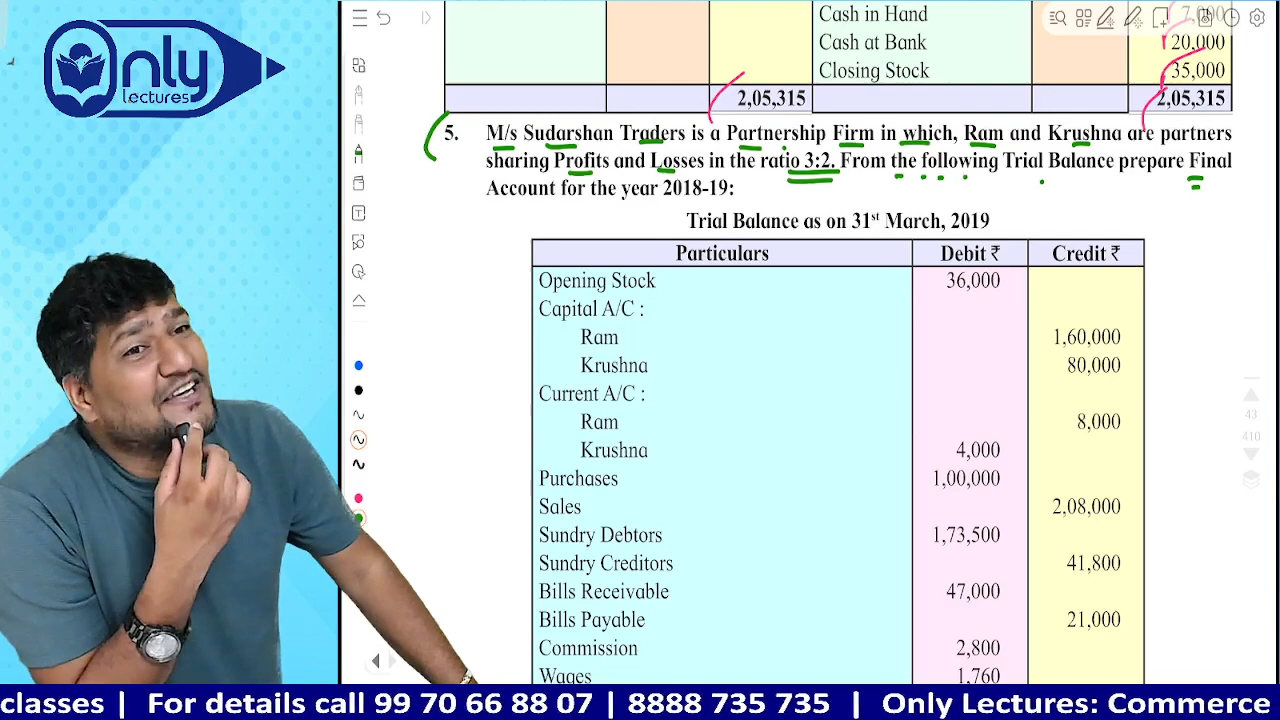 Only
lectures
Cash in Hand 7,000
Cash at Bank 20,000
Closing Stock 35,000
2,05,315 2,05,315
5. M/s Sudarshan Traders is a Partnership Firm in which, Ram and Krushna are partners
sharing Profits and Losses in the ratio 3:2. From the following Trial Balance prepare Final
Account for the year 2018-19:
Trial Balance as on 31st March, 2019
Particulars Debit ₹ Credit ₹
Opening Stock 36,000
Capital A/C :
Ram 1,60,000
Krushna 80,000
Current A/C :
Ram 8,000
Krushna 4,000
Purchases 1,00,000
Sales 2,08,000
Sundry Debtors 1,73,500
Sundry Creditors 41,800
Bills Receivable 47,000
Bills Payable 21,000
Commission 2,800
Wages 1,760
43
410
classes | For details call 99 70 66 88 07 | 8888 735 735 | Only Lectures: Commerce